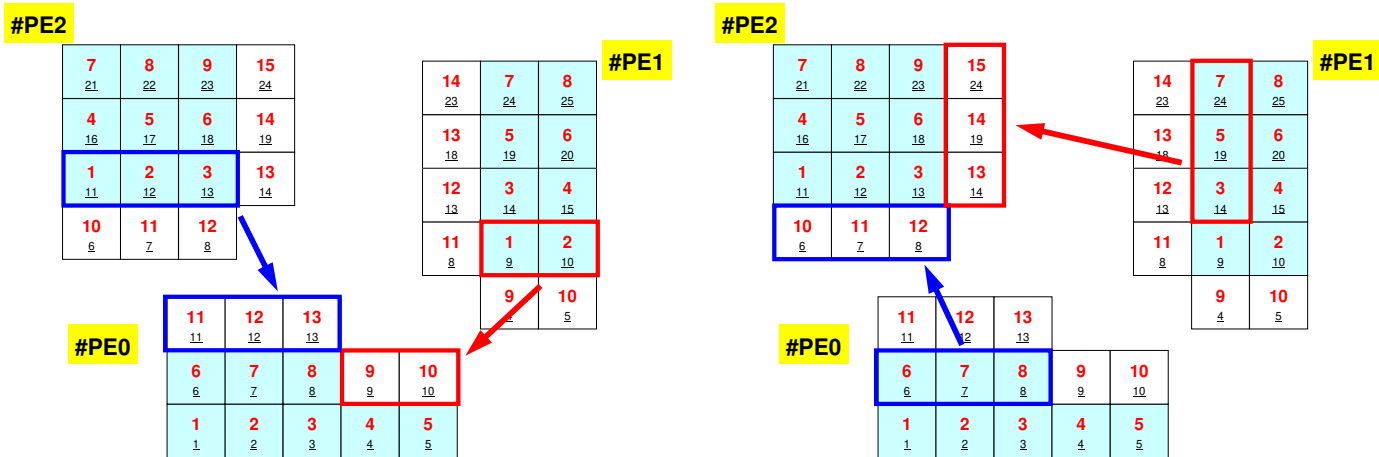 #PE2
7 8 9 15
21 22 23 24
4 5 6 14
16 17 18 19
1 2 3 13
11 12 13 14
10 11 12
6 7 8
#PE1
14 7 8
23 24 25
13 5 6
18 19 20
12 3 4
13 14 15
11 1 2
8 9 10
9 10
4 5
#PE0
11 12 13
11 12 13
6 7 8 9 10
6 7 8 9 10
1 2 3 4 5
1 2 3 4 5
#PE2
7 8 9 15
21 22 23 24
4 5 6 14
16 17 18 19
1 2 3 13
11 12 13 14
10 11 12
6 7 8
#PE1
14 7 8
23 24 25
13 5 6
18 19 20
12 3 4
13 14 15
11 1 2
8 9 10
9 10
4 5
#PE0
11 12 13
11 12 13
6 7 8 9 10
6 7 8 9 10
1 2 3 4 5
1 2 3 4 5